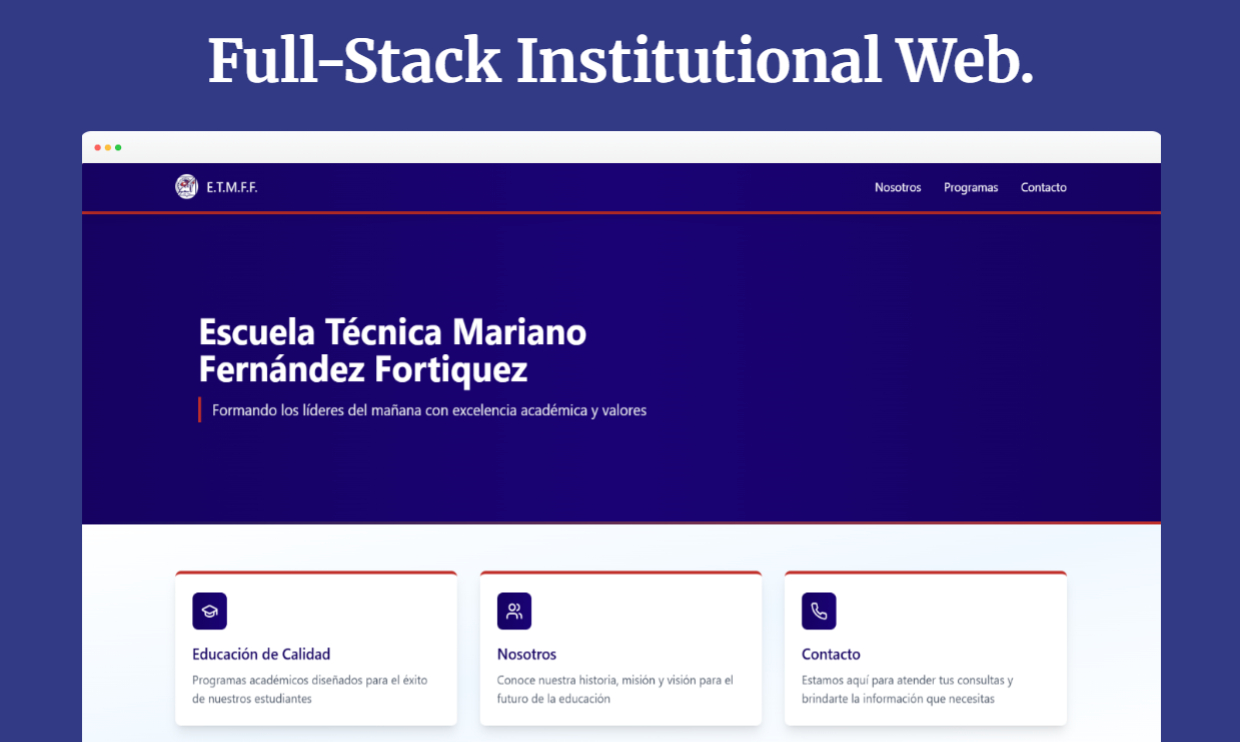 Full-Stack Institutional Web.
E.T.M.F.F.
Nosotros
Programas
Contacto
Escuela Técnica Mariano
Fernández Fortiquez
Formando los líderes del mañana con excelencia académica y valores
Educación de Calidad
Programas académicos diseñados para el éxito
de nuestros estudiantes
Nosotros
Conoce nuestra historia, misión y visión para el
futuro de la educación
Contacto
Estamos aquí para atender tus consultas y
brindarte la información que necesitas